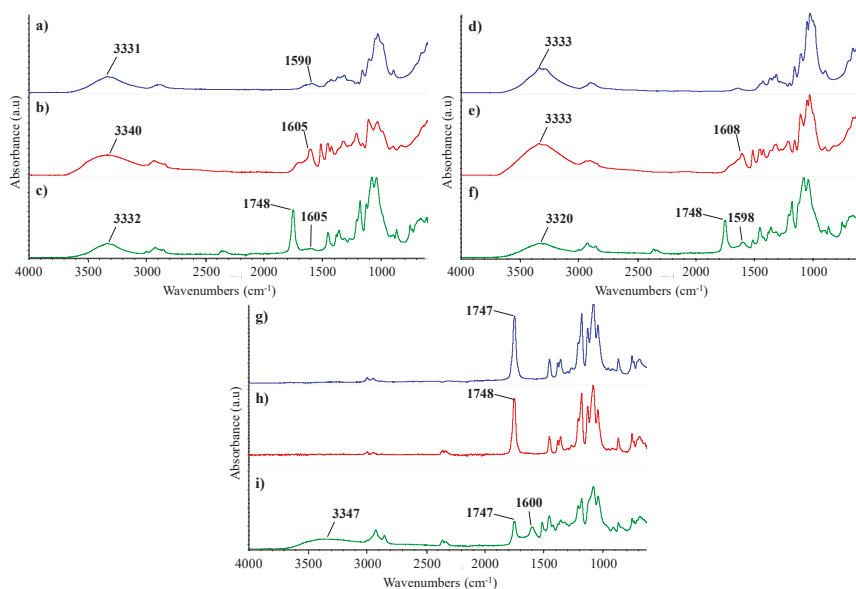 a)
3331
1590
b)
3340
1605
c)
3332
1748
1605
Absorbance (a.u)
4000 3000 2500 2000 1500 1000
Wavenumbers (cm-1)
d)
3333
e)
3333
1608
f)
3320
1748
1598
Absorbance (a.u)
4000 3500 3000 2500 2000 1500 1000
Wavenumbers (cm-1)
g)
1747
h)
1748
i)
3347
1747
1600
Absorbance (a.u)
4000 3500 3000 2500 2000 1500 1000
Wavenumbers (cm-1)